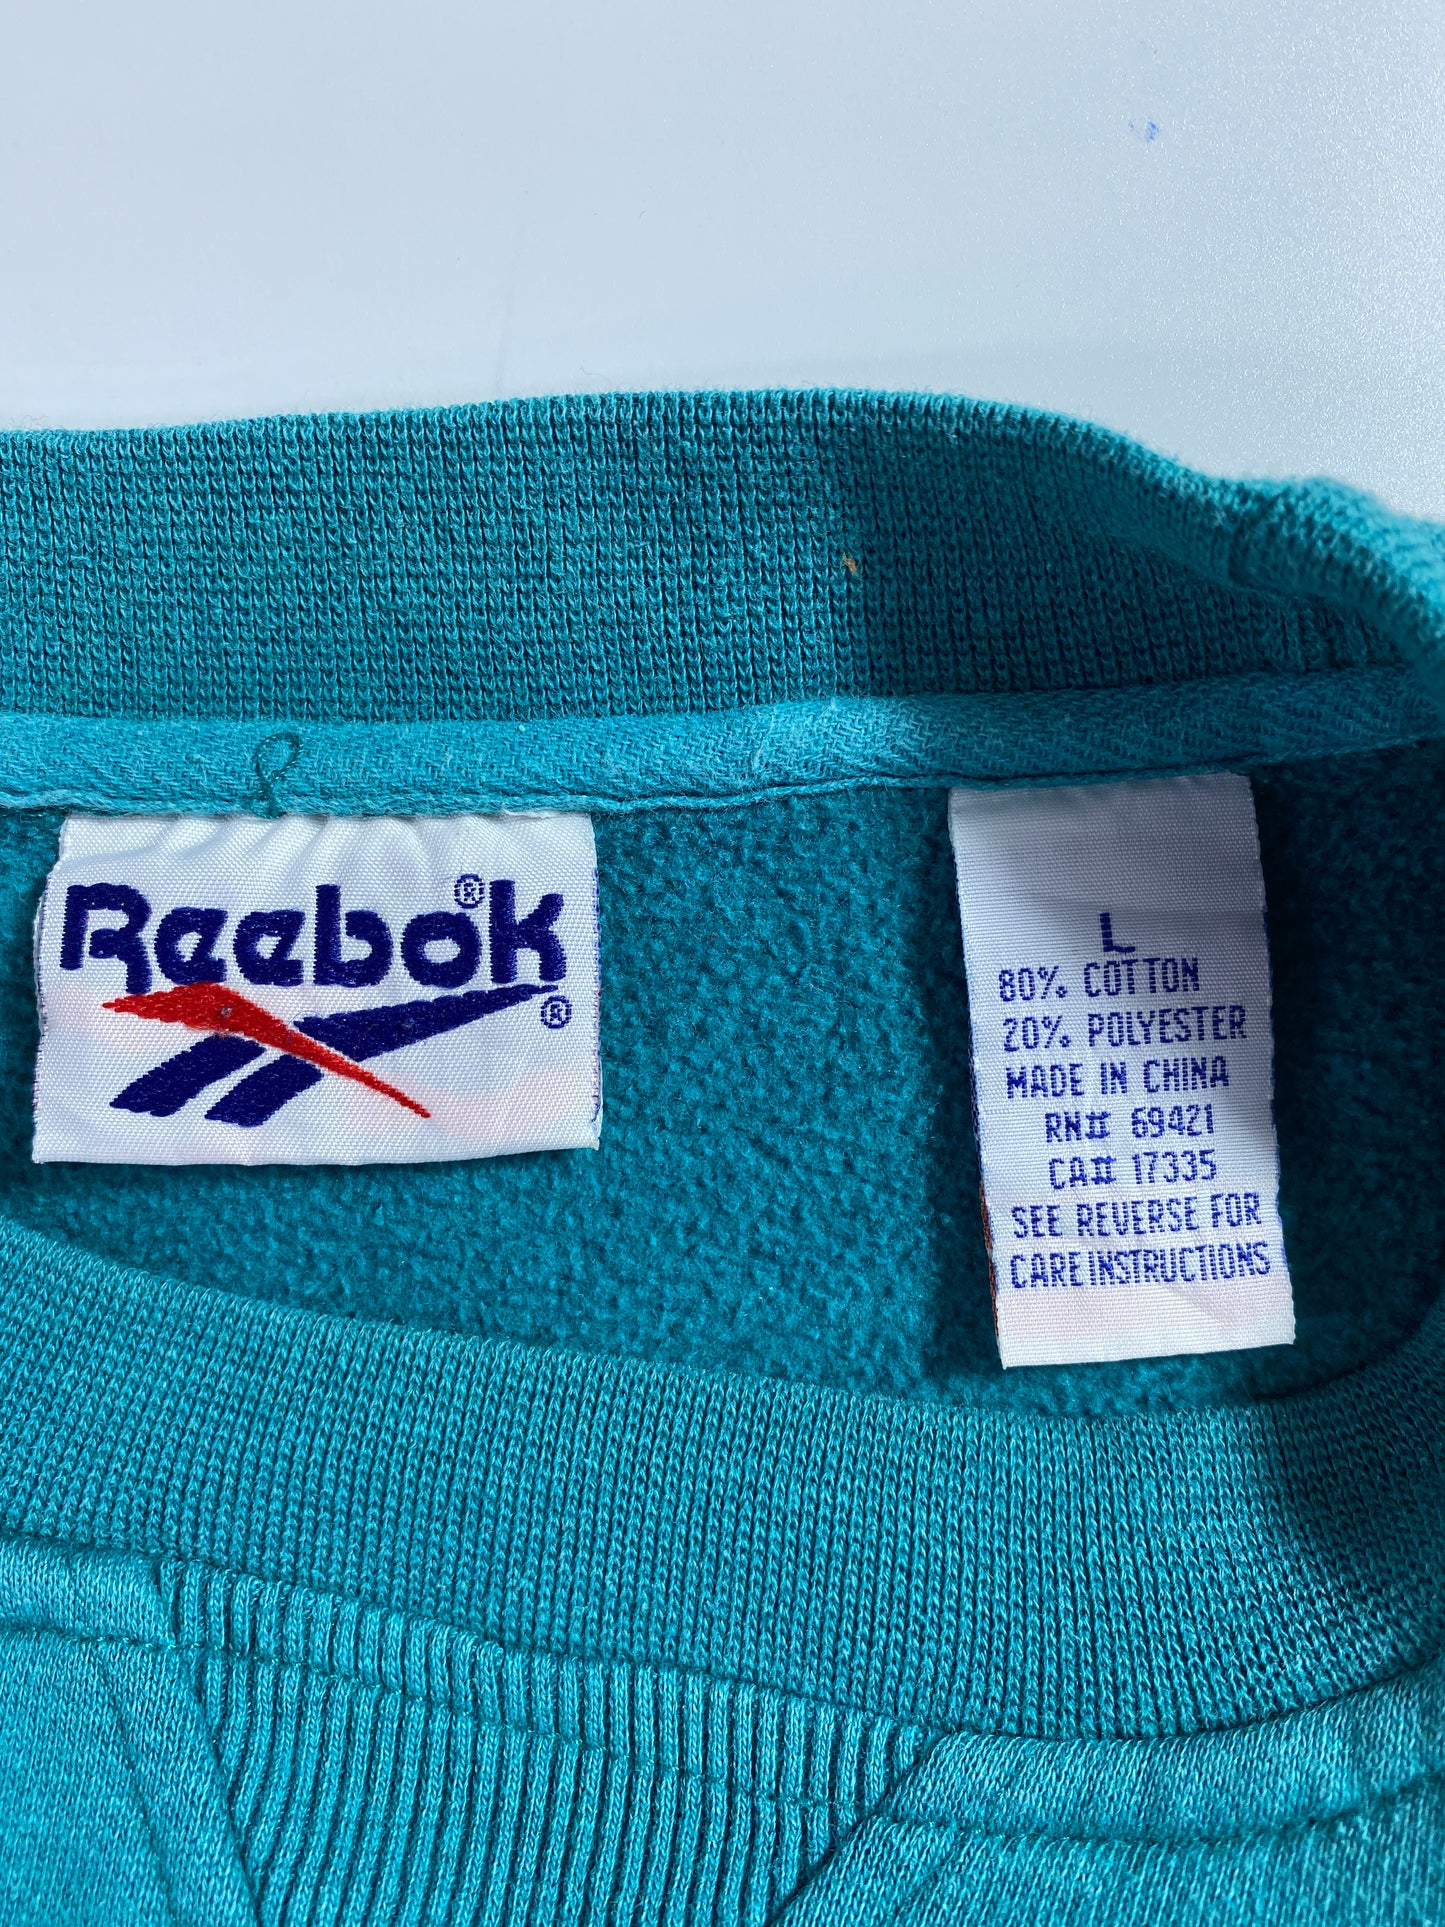 Reebok®
®
L
80% COTTON
20% POLYESTER
MADE IN CHINA
RN# 69421
CA# 17335
SEE REVERSE FOR
CARE INSTRUCTIONS